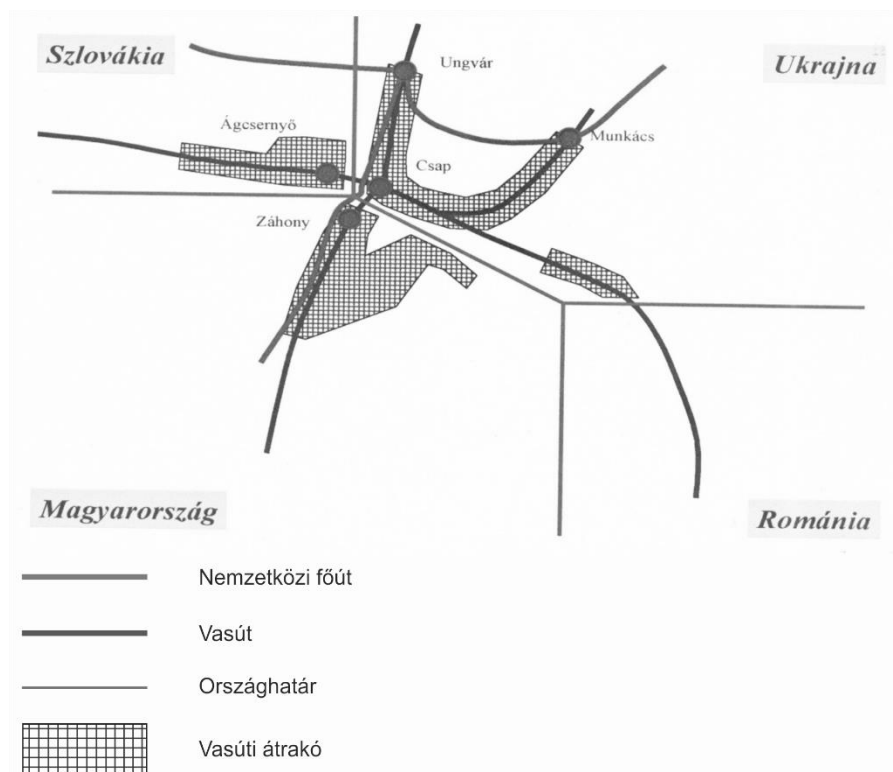 Szlovákia
Ungvár
Ukrajna
Ágcsernyő
Munkács
Csap
Záhony
Magyarország
Románia
Nemzetközi főút
Vasút
Országhatár
Vasúti átrakó